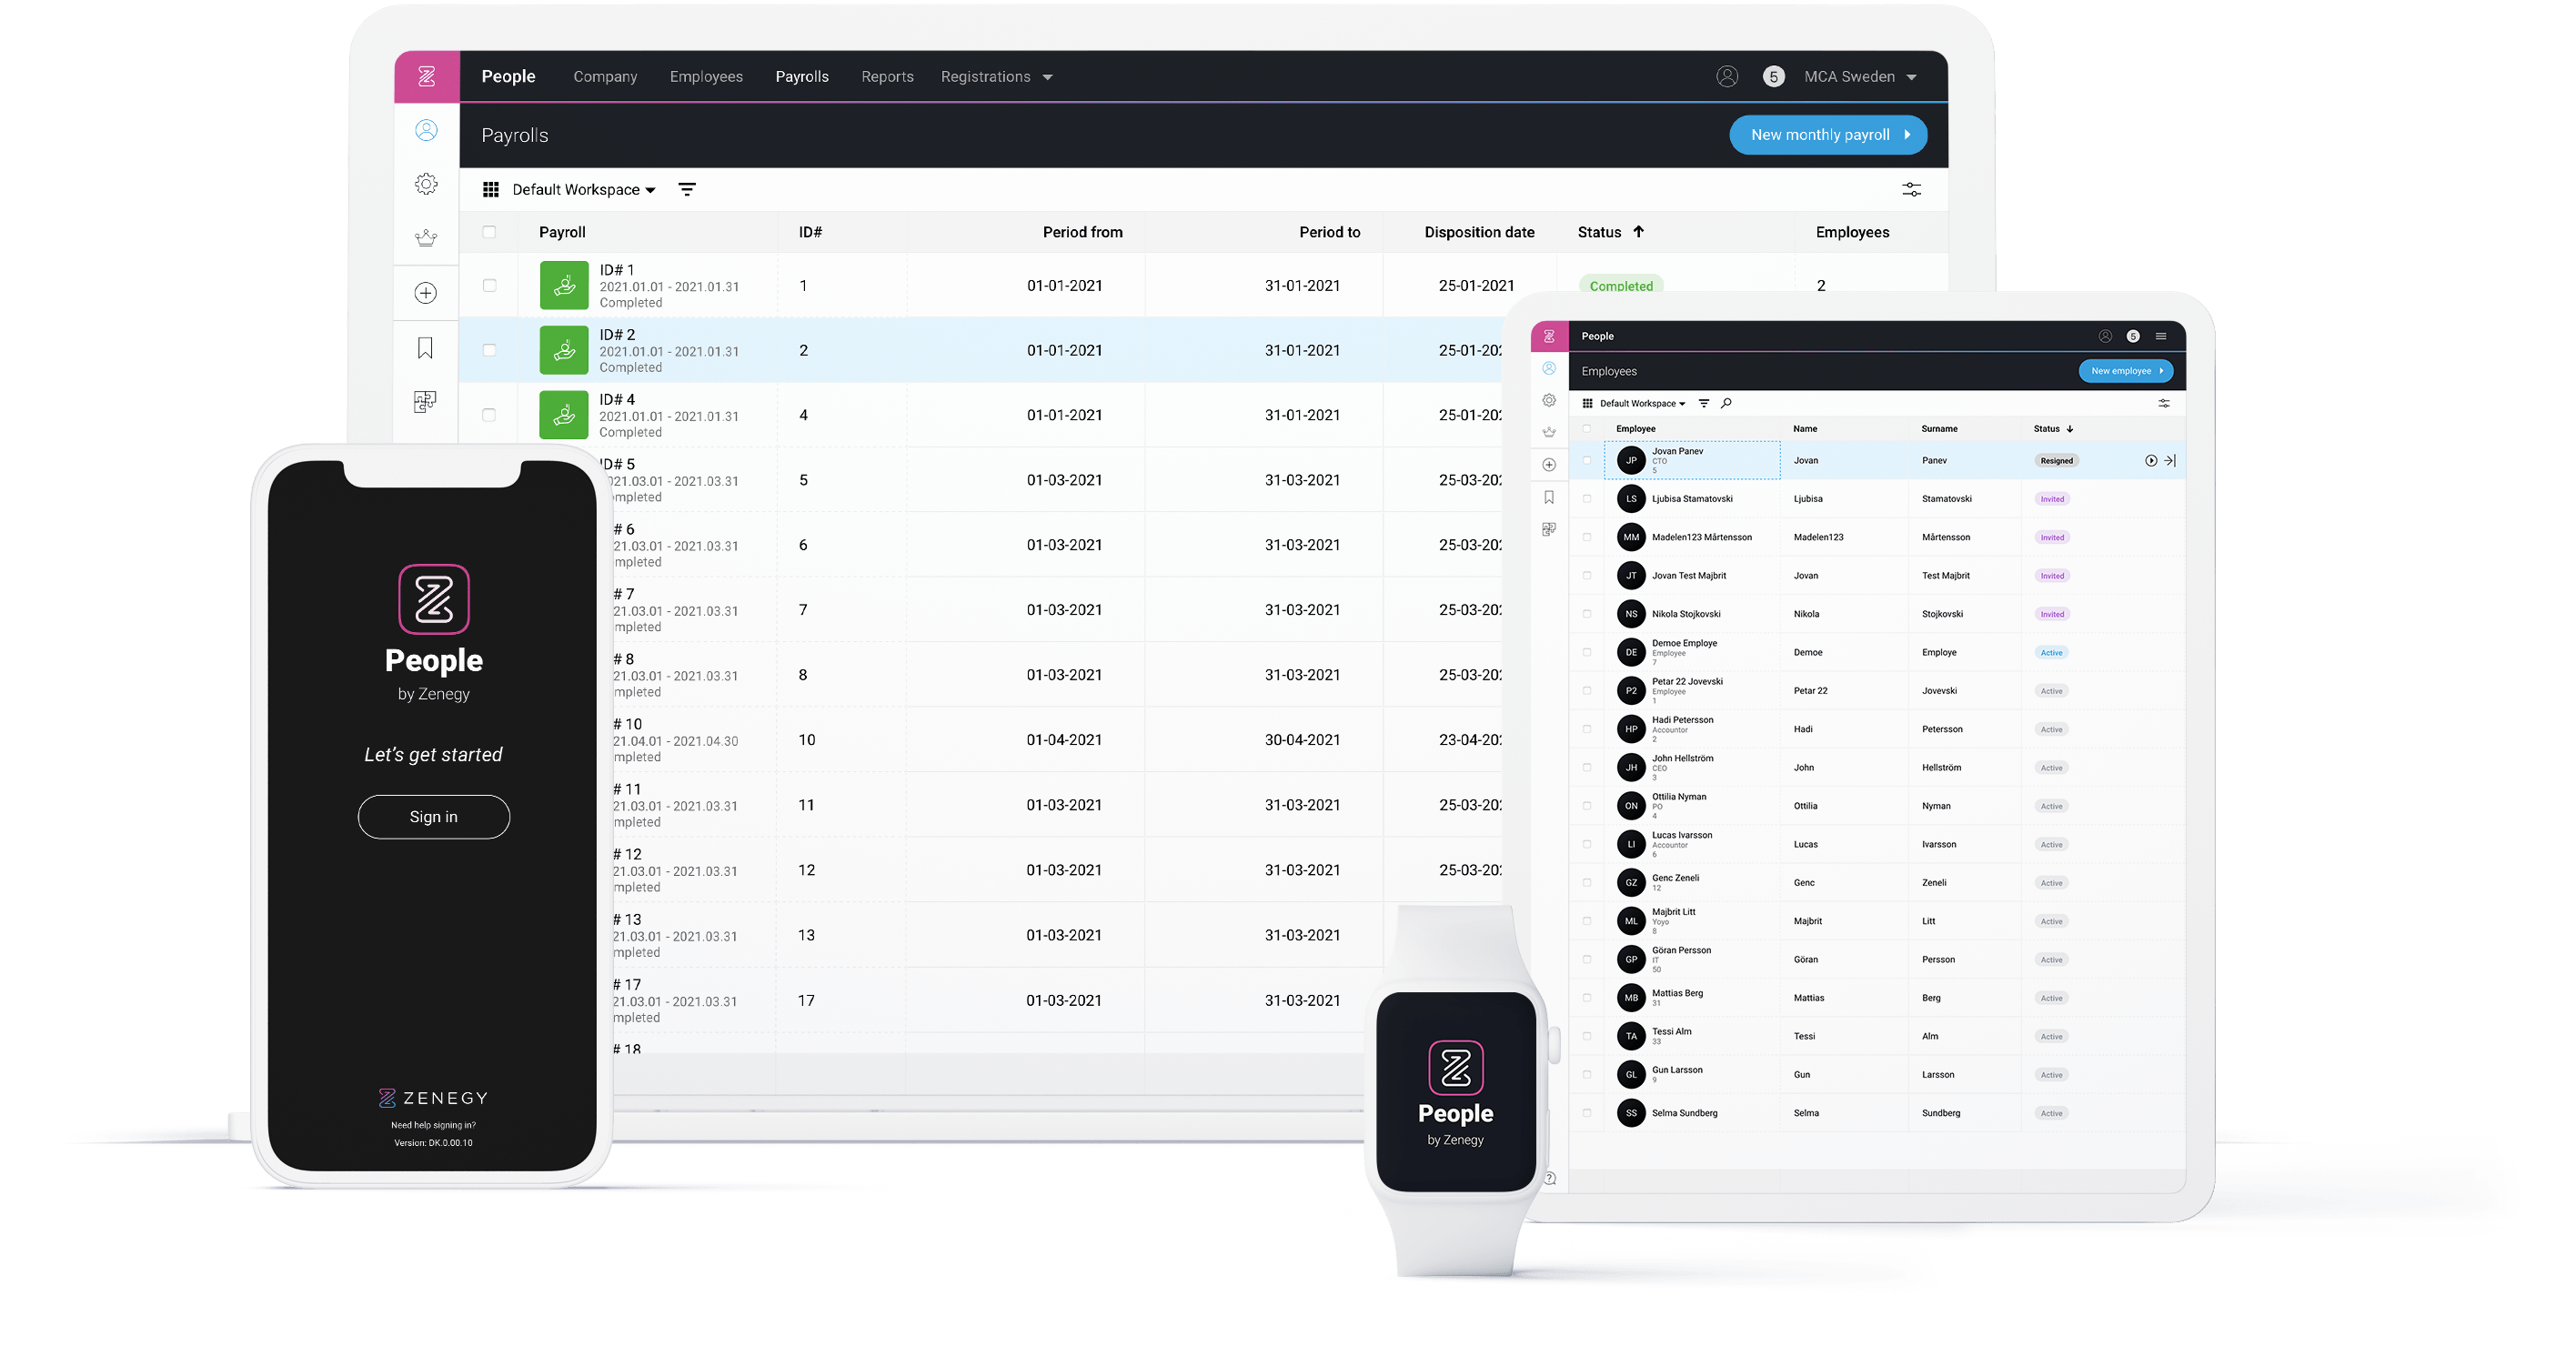 People Company Employees Payrolls Reports Registrations 5 MCA Sweden
Payrolls New monthly payroll
Default Workspace
Payroll ID# Period from Period to Disposition date Status Employees
ID# 1
2021.01.01 - 2021.01.31 1 01-01-2021 31-01-2021 25-01-2021 Completed 2
Completed
ID# 2
2021.01.01 - 2021.01.31 2 01-01-2021 31-01-2021 25-01-202
Completed
ID# 4
2021.01.01 - 2021.01.31 4 01-01-2021 31-01-2021
Completed
ID# 5
021.03.01 - 2021.03.31 5 01-03-2021 31-03-2021 25-03-202
ompleted
# 6
21.03.01 - 2021.03.31 6 01-03-2021 31-03-2021 25-03-202
ompleted
# 7
21.03.01 - 2021.03.31 7 01-03-2021 31-03-2021 25-03-202
mpleted
# 8
21.03.01 - 2021.03.31 8 01-03-2021 31-03-2021 25-03-202
mpleted
# 10
21.04.01 - 2021.04.30 10 01-04-2021 30-04-2021 23-04-202
mpleted
# 11
21.03.01 - 2021.03.31 11 01-03-2021 31-03-2021 25-03-202
mpleted
# 12
21.03.01 - 2021.03.31 12 01-03-2021 31-03-2021 25-03-202
mpleted
# 13
21.03.01 - 2021.03.31 13 01-03-2021 31-03-2021
mpleted
# 17
21.03.01 - 2021.03.31 17 01-03-2021 31-03-2021
mpleted
# 18
People
by Zenegy
Let's get started
Sign in
ZENEGY
Need help signing in?
Version: DK.0.00.10
People
by Zenegy
People 5
Employees New employee
Default Workspace
Employee Name Surname Status
JP Jovan Panev Jovan Panev Resigned
CTO
5
LS Ljubisa Stamatovski Ljubisa Stamatovski Invited
MM Madelen123 Mårtensson Madelen123 Mårtensson Invited
JT Jovan Test Majbrit Jovan Test Majbrit Invited
NS Nikola Stojkovski Nikola Stojkovski Invited
DE Demoe Employe Demoe Employe Active
Employee
7
P2 Petar 22 Jovevski Petar 22 Jovevski Active
Employee
1
HP Hadi Petersson Hadi Petersson Active
Accountor
2
JH John Hellström John Hellström Active
CEO
3
ON Ottilia Nyman Ottilia Nyman Active
PO
4
LI Lucas Ivarsson Lucas Ivarsson Active
Accountor
6
GZ Genc Zeneli Genc Zeneli Active
12
ML Majbrit Litt Majbrit Litt Active
Yoyo
8
GP Göran Persson Göran Persson Active
IT
50
MB Mattias Berg Mattias Berg Active
31
TA Tessi Alm Tessi Alm Active
33
GL Gun Larsson Gun Larsson Active
9
SS Selma Sundberg Selma Sundberg Active